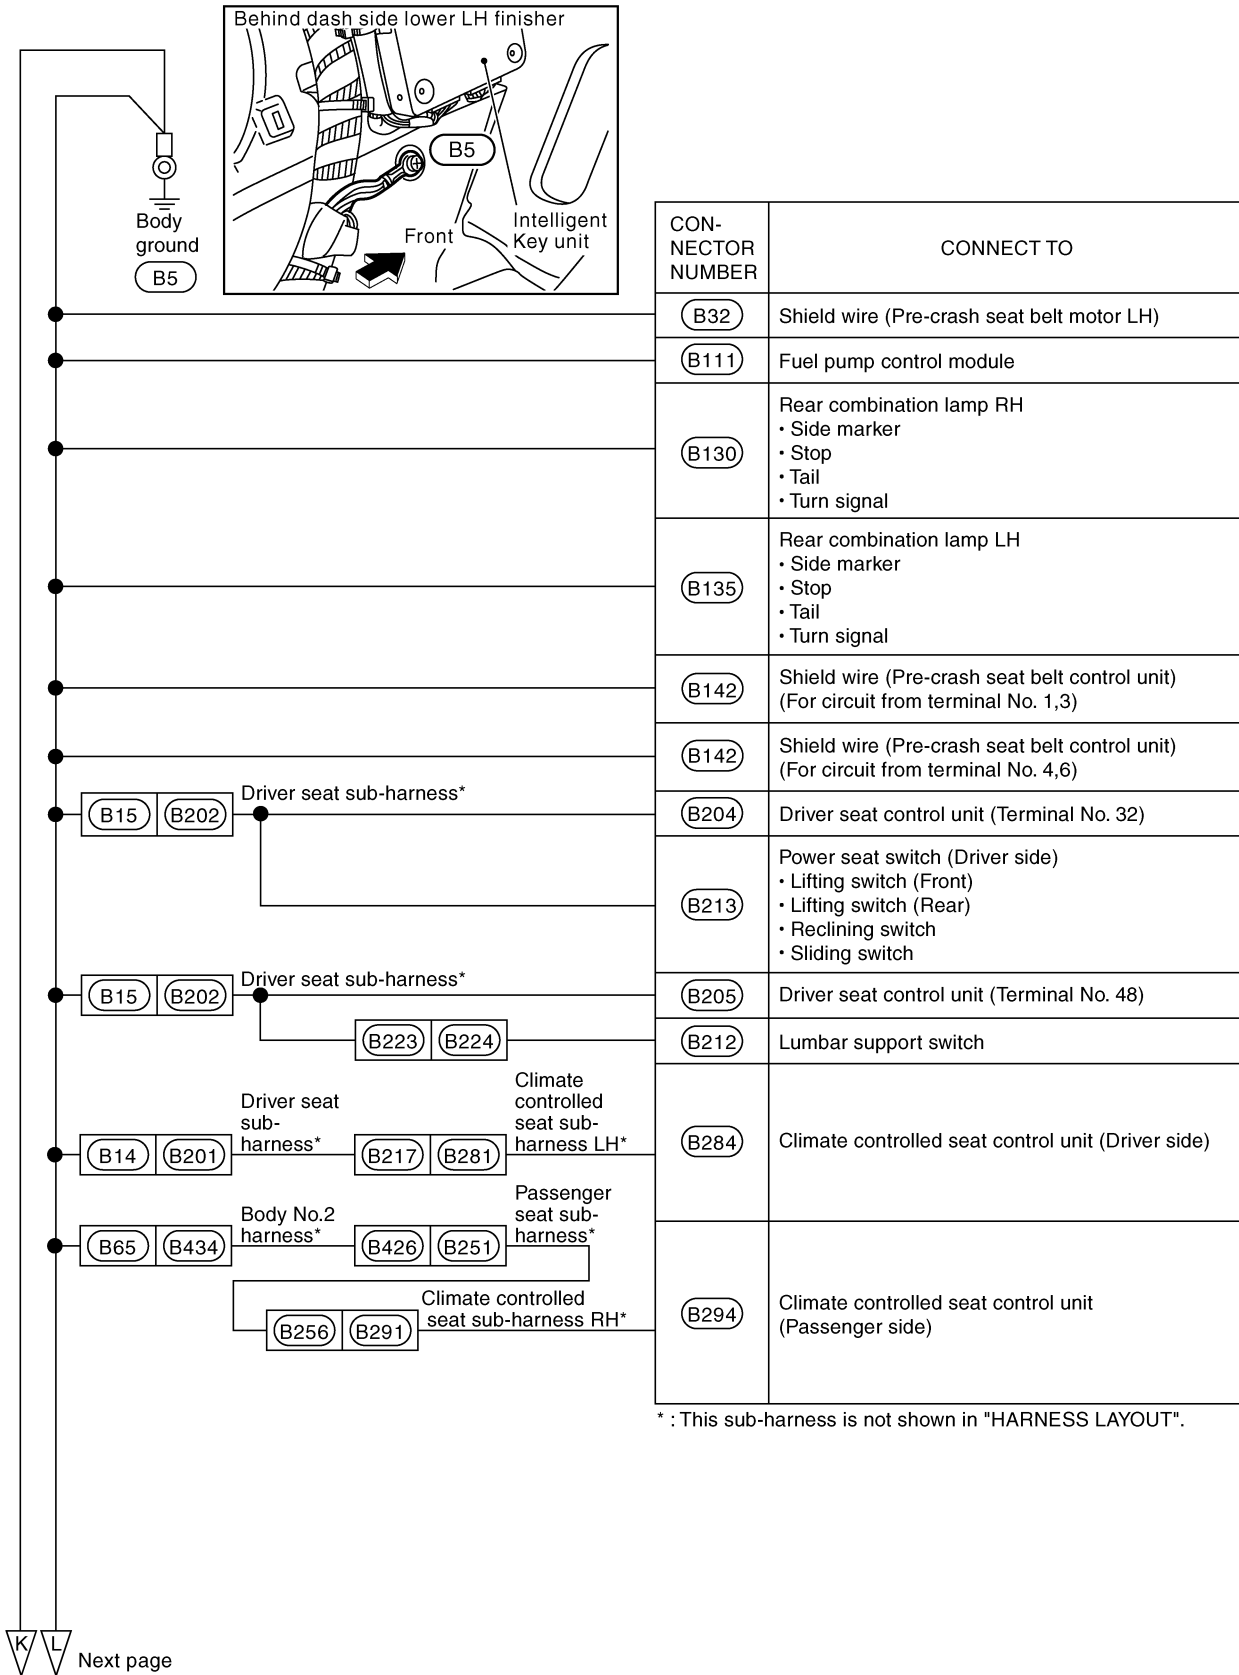 Behind dash side lower LH finisher
B5
Intelligent
Key unit
Front
Body
ground
B5
CON-
NECTOR
NUMBER
CONNECT TO
B32
Shield wire (Pre-crash seat belt motor LH)
B111
Fuel pump control module
B130
Rear combination lamp RH
• Side marker
• Stop
• Tail
• Turn signal
B135
Rear combination lamp LH
• Side marker
• Stop
• Tail
• Turn signal
B142
Shield wire (Pre-crash seat belt control unit)
(For circuit from terminal No. 1,3)
B142
Shield wire (Pre-crash seat belt control unit)
(For circuit from terminal No. 4,6)
B15 B202
Driver seat sub-harness*
B204
Driver seat control unit (Terminal No. 32)
B213
Power seat switch (Driver side)
• Lifting switch (Front)
• Lifting switch (Rear)
• Reclining switch
• Sliding switch
B15 B202
Driver seat sub-harness*
B205
Driver seat control unit (Terminal No. 48)
B223 B224
B212
Lumbar support switch
B14 B201
Driver seat
sub-
harness*
B217 B281
Climate
controlled
seat sub-
harness LH*
B284
Climate controlled seat control unit (Driver side)
B65 B434
Body No.2
harness*
B426 B251
Passenger
seat sub-
harness*
B256 B291
Climate controlled
seat sub-harness RH*
B294
Climate controlled seat control unit
(Passenger side)
* : This sub-harness is not shown in "HARNESS LAYOUT".
K L Next page